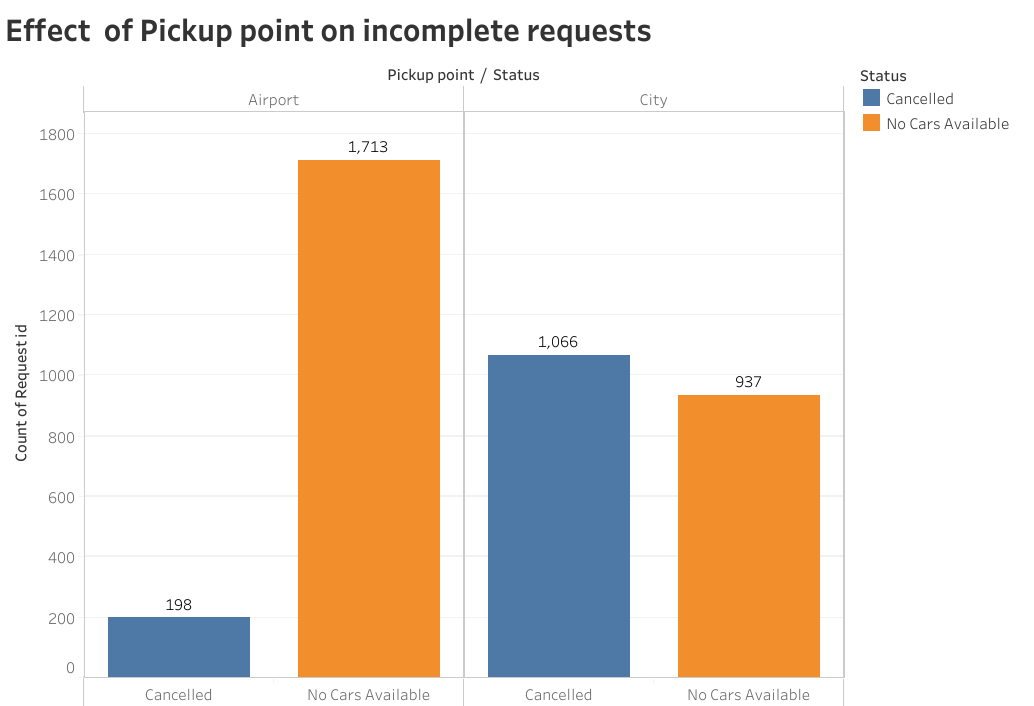 Effect  of Pickup point on incomplete requests
Pickup point / Status
Airport
City
Status
Cancelled
No Cars Available
Count of Request id
1800
1600
1400
1200
1000
800
600
400
200
0
198
1,713
1,066
937
Cancelled
No Cars Available
Cancelled
No Cars Available